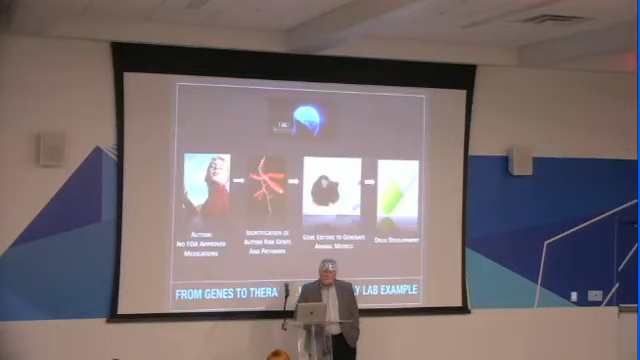 AUTISM:
NO FDA APPROVED
MEDICATIONS
IDENTIFICATION OF
AUTISM RISK GENES
AND PATHWAYS
GENE EDITING TO GENERATE
ANIMAL MODELS
DRUG DEVELOPMENT
FROM GENES TO THERA
LAB EXAMPLE